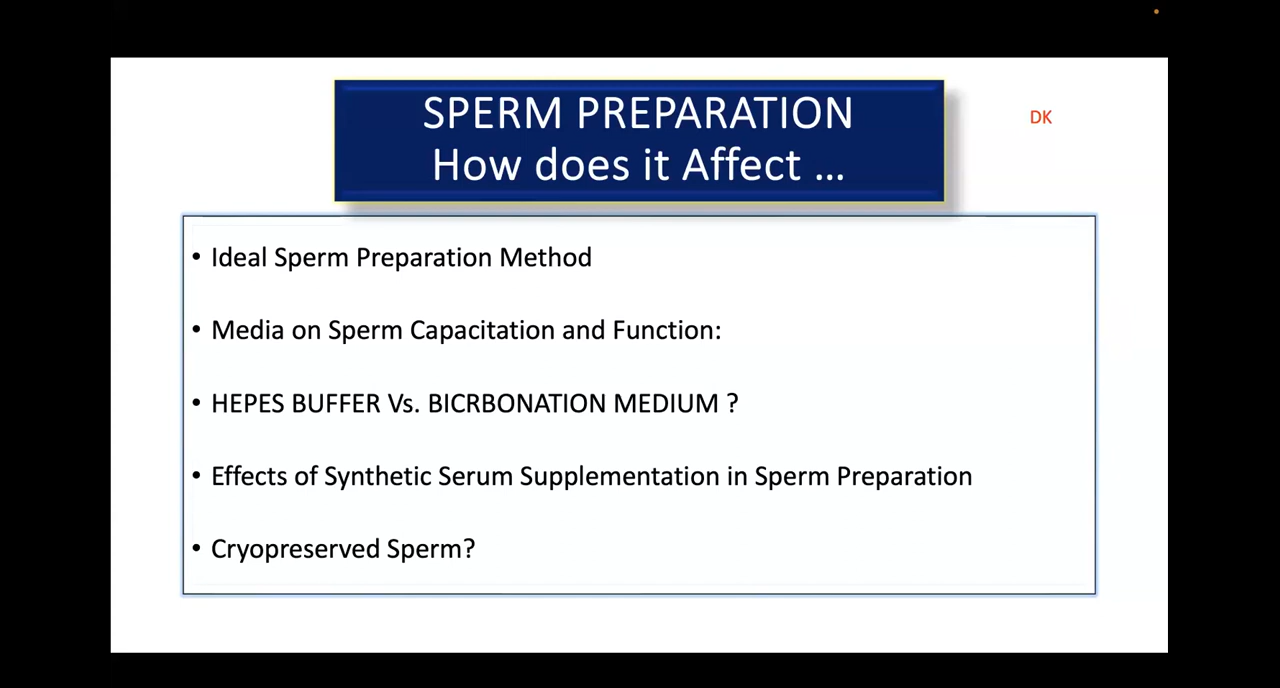 SPERM PREPARATION
How does it Affect ...
DK
• Ideal Sperm Preparation Method
• Media on Sperm Capacitation and Function:
• HEPES BUFFER Vs. BICRBONATION MEDIUM ?
• Effects of Synthetic Serum Supplementation in Sperm Preparation
• Cryopreserved Sperm?